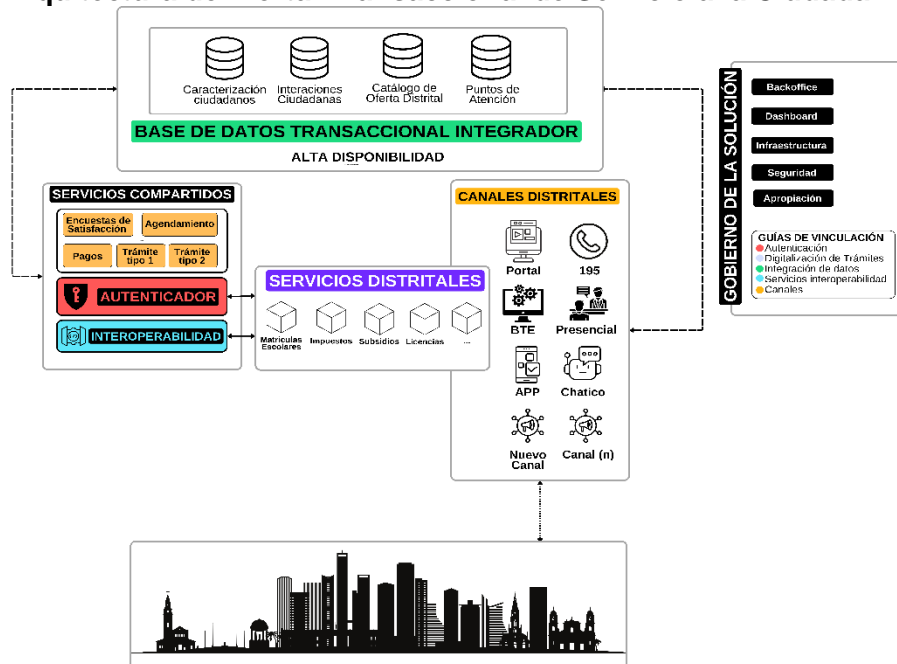 Caracterización
ciudadanos
Interaciones
Ciudadanas
Catálogo de
Oferta Distrital
Puntos de
Atención
BASE DE DATOS TRANSACCIONAL INTEGRADOR
ALTA DISPONIBILIDAD
SERVICIOS COMPARTIDOS
Encuestas de
Satisfacción
Agendamiento
Pagos
Trámite
tipo 1
Trámite
tipo 2
AUTENTICADOR
INTEROPERABILIDAD
SERVICIOS DISTRITALES
Matrículas
Escolares
Impuestos
Subsidios
Licencias
...
CANALES DISTRITALES
Portal
195
BTE
Presencial
APP
Chatico
Nuevo
Canal
Canal (n)
GOBIERNO DE LA SOLUCIÓN
Backoffice
Dashboard
Infraestructura
Seguridad
Apropiación
GUÍAS DE VINCULACIÓN
Autenticación
Digitalización de Trámites
Integración de datos
Servicios interoperabilidad
Canales